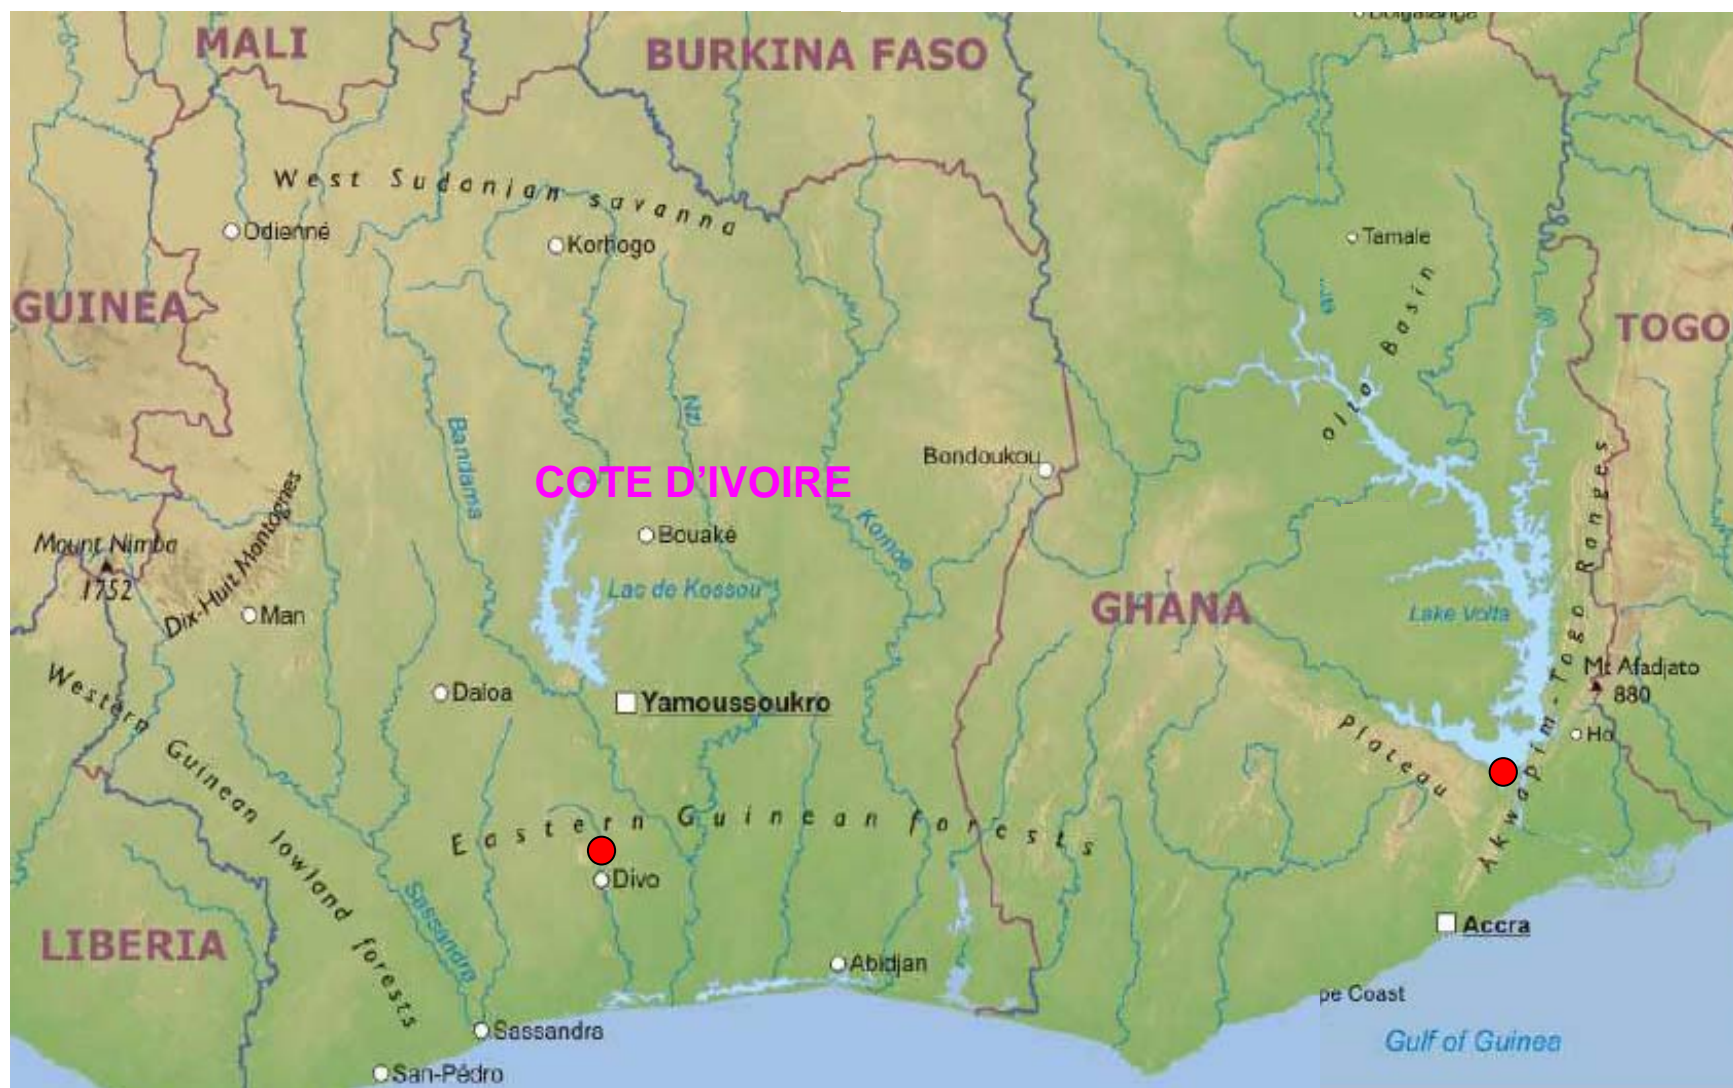 Bolgatanga
MALI
BURKINA FASO
West Sudanian savanna
Odienné
Korhogo
Tamale
GUINEA
TOGO
Bandama
Nzi
Bondoukou
COTE D'IVOIRE
Bouaké
Komoe
Mount Nimba
1752
Dix-Huit Montagnes
Man
Lac de Kossou
GHANA
Lake Volta
olta Basin
Akwapim - Togo Ranges
Mt Afadjato
880
Western Guinean lowland forests
Daloa
Yamoussoukro
Plateau
Ho
Eastern Guinean forests
Divo
Sassandra
LIBERIA
Abidjan
Accra
pe Coast
Sassandra
Gulf of Guinea
San-Pédro